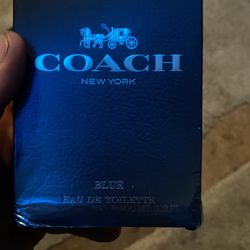 COACH
NEW YORK
BLUE
EAU DE TOILETTE